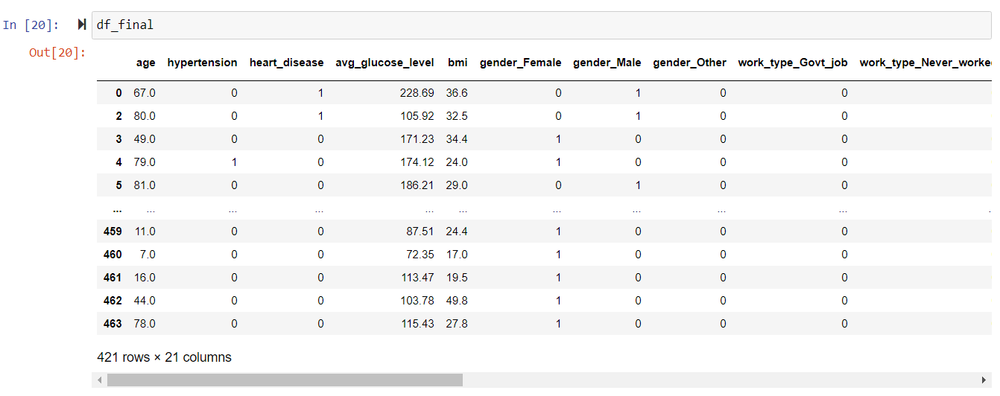 In [20]: df_final
Out[20]:
age hypertension heart_disease avg_glucose_level bmi gender_Female gender_Male gender_Other work_type_Govt_job work_type_Never_worke
0 67.0 0 1 228.69 36.6 0 1 0 0
2 80.0 0 1 105.92 32.5 0 1 0 0
3 49.0 0 0 171.23 34.4 1 0 0 0
4 79.0 1 0 174.12 24.0 1 0 0 0
5 81.0 0 0 186.21 29.0 0 1 0 0
... ... ... ... ... ... ... ... ... ... .
459 11.0 0 0 87.51 24.4 1 0 0 0
460 7.0 0 0 72.35 17.0 1 0 0 0
461 16.0 0 0 113.47 19.5 1 0 0 0
462 44.0 0 0 103.78 49.8 1 0 0 0
463 78.0 0 0 115.43 27.8 1 0 0 0
421 rows × 21 columns